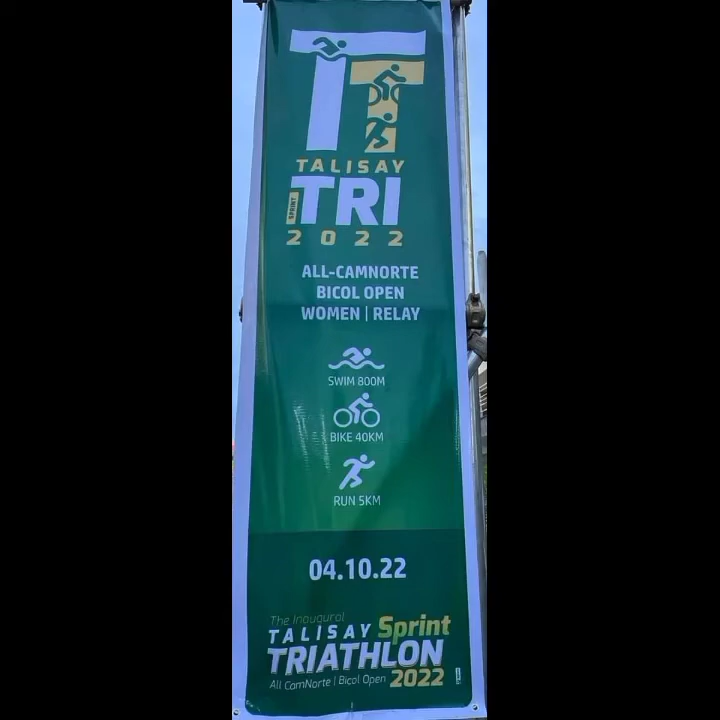 TT
TALISAY
SPRINT
TRI
2022
ALL-CAMNORTE
BICOL OPEN
WOMEN | RELAY
SWIM 800M
BIKE 40KM
RUN 5KM
04.10.22
The Inaugural
TALISAY Sprint
TRIATHLON
All CamNorte | Bicol Open 2022